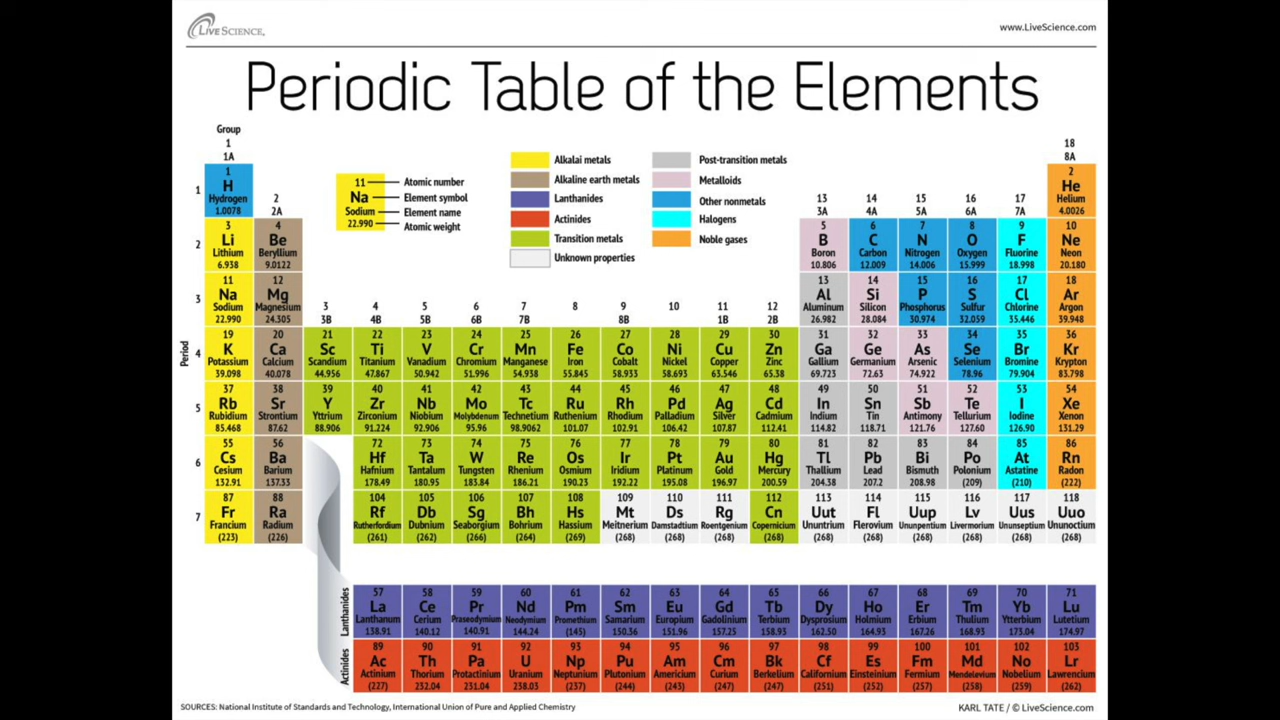 LIVESCIENCE.
www.LiveScience.com
Periodic Table of the Elements
Group
1
1A
18
8A
Alkalai metals
Alkaline earth metals
Lanthanides
Actinides
Transition metals
Unknown properties
Post-transition metals
Metalloids
Other nonmetals
Halogens
Noble gases
11 Atomic number
Na Element symbol
Sodium Element name
22.990 Atomic weight
2
2A
13 14 15 16 17
3A 4A 5A 6A 7A
3 4 5 6 7 8 9 10 11 12
3B 4B 5B 6B 7B 8B 1B 2B
Period
1
1 2
H He
Hydrogen Helium
1.0078 4.0026
2
3 4 5 6 7 8 9 10
Li Be B C N O F Ne
Lithium Beryllium Boron Carbon Nitrogen Oxygen Fluorine Neon
6.938 9.0122 10.806 12.009 14.006 15.999 18.998 20.180
3
11 12 13 14 15 16 17 18
Na Mg Al Si P S Cl Ar
Sodium Magnesium Aluminum Silicon Phosphorus Sulfur Chlorine Argon
22.990 24.305 26.982 28.084 30.974 32.059 35.446 39.948
4
19 20 21 22 23 24 25 26 27 28 29 30 31 32 33 34 35 36
K Ca Sc Ti V Cr Mn Fe Co Ni Cu Zn Ga Ge As Se Br Kr
Potassium Calcium Scandium Titanium Vanadium Chromium Manganese Iron Cobalt Nickel Copper Zinc Gallium Germanium Arsenic Selenium Bromine Krypton
39.098 40.078 44.956 47.867 50.942 51.996 54.938 55.845 58.933 58.693 63.546 65.38 69.723 72.63 74.922 78.96 79.904 83.798
5
37 38 39 40 41 42 43 44 45 46 47 48 49 50 51 52 53 54
Rb Sr Y Zr Nb Mo Tc Ru Rh Pd Ag Cd In Sn Sb Te I Xe
Rubidium Strontium Yttrium Zirconium Niobium Molybdenum Technetium Ruthenium Rhodium Palladium Silver Cadmium Indium Tin Antimony Tellurium Iodine Xenon
85.468 87.62 88.906 91.224 92.906 95.96 98.9062 101.07 102.91 106.42 107.87 112.41 114.82 118.71 121.76 127.60 126.90 131.29
6
55 56 72 73 74 75 76 77 78 79 80 81 82 83 84 85 86
Cs Ba Hf Ta W Re Os Ir Pt Au Hg Tl Pb Bi Po At Rn
Cesium Barium Hafnium Tantalum Tungsten Rhenium Osmium Iridium Platinum Gold Mercury Thallium Lead Bismuth Polonium Astatine Radon
132.91 137.33 178.49 180.95 183.84 186.21 190.23 192.22 195.08 196.97 200.59 204.38 207.2 208.98 (209) (210) (222)
7
87 88 104 105 106 107 108 109 110 111 112 113 114 115 116 117 118
Fr Ra Rf Db Sg Bh Hs Mt Ds Rg Cn Uut Fl Uup Lv Uus Uuo
Francium Radium Rutherfordium Dubnium Seaborgium Bohrium Hassium Meitnerium Damstadtium Roentgenium Copernicium Ununtrium Flerovium Ununpentium Livermorium Ununseptium Ununoctium
(223) (226) (261) (262) (266) (264) (269) (268) (268) (268) (268) (268) (268) (268) (268) (268) (268)
Lanthanides
57 58 59 60 61 62 63 64 65 66 67 68 69 70 71
La Ce Pr Nd Pm Sm Eu Gd Tb Dy Ho Er Tm Yb Lu
Lanthanum Cerium Praseodymium Neodymium Promethium Samarium Europium Gadolinium Terbium Dysprosium Holmium Erbium Thulium Ytterbium Lutetium
138.91 140.12 140.91 144.24 (145) 150.36 151.96 157.25 158.93 162.50 164.93 167.26 168.93 173.04 174.97
Actinides
89 90 91 92 93 94 95 96 97 98 99 100 101 102 103
Ac Th Pa U Np Pu Am Cm Bk Cf Es Fm Md No Lr
Actinium Thorium Protactinium Uranium Neptunium Plutonium Americium Curium Berkelium Californium Einsteinium Fermium Mendelevium Nobelium Lawrencium
(227) 232.04 231.04 238.03 (237) (244) (243) (247) (247) (251) (252) (257) (258) (259) (262)
SOURCES: National Institute of Standards and Technology, International Union of Pure and Applied Chemistry
KARL TATE / © LiveScience.com